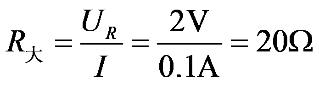 R大 = U_R / I = 2V / 0.1A = 20Ω